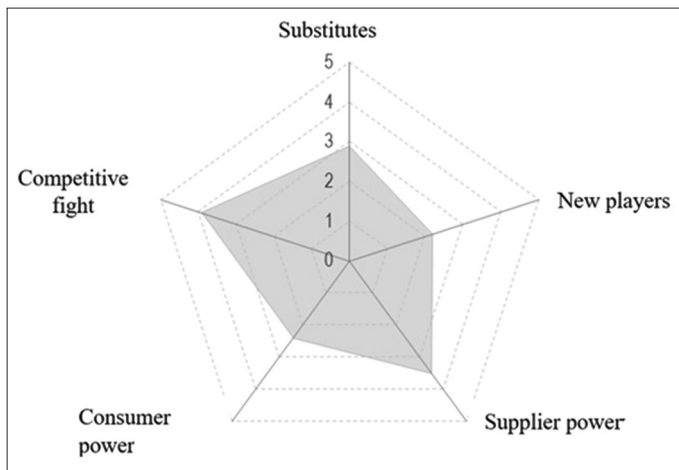 Substitutes
5
4
3
2
1
0
Competitive
fight
New players
Consumer
power
Supplier power